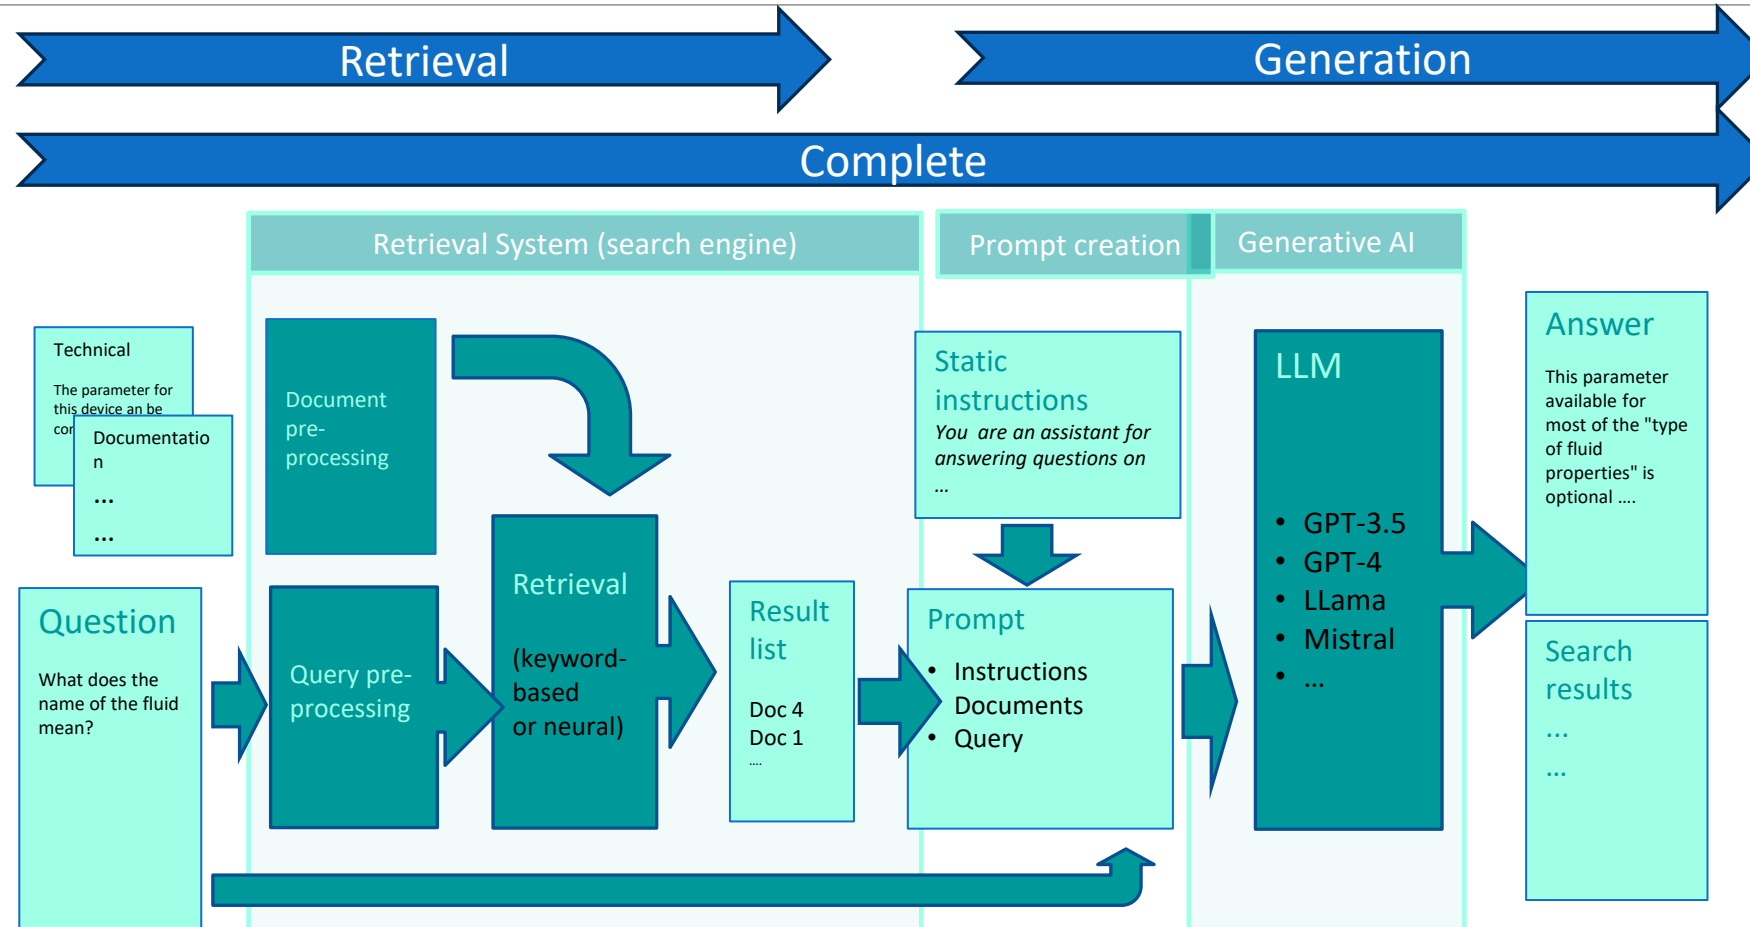 Retrieval
Generation
Complete
Retrieval System (search engine)
Prompt creation
Generative AI
Technical
The parameter for
this device an be
Documentatio
n
...
...
Question
What does the
name of the fluid
mean?
Document
pre-
processing
Query pre-
processing
Retrieval
(keyword-
based
or neural)
Result
list
Doc 4
Doc 1
....
Static
instructions
You  are an assistant for
answering questions on
...
Prompt
• Instructions
Documents
• Query
LLM
• GPT-3.5
• GPT-4
• LLama
• Mistral
• ...
Answer
This parameter
available for
most of the "type
of fluid
properties" is
optional ....
Search
results
...
...